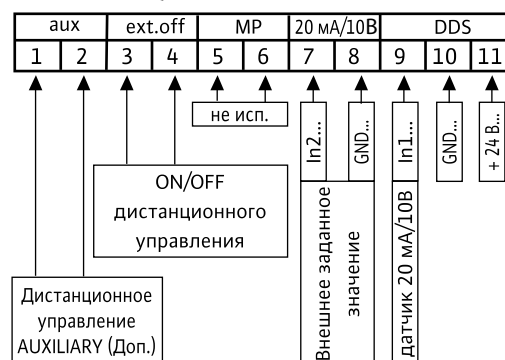 aux ext.off MP 20 мА/10В DDS
1 2 3 4 5 6 7 8 9 10 11
не исп.
In2...
GND...
In1...
GND...
+ 24 В...
ON/OFF
дистанционного
управления
Внешнее заданное
значение
датчик 20 мА/10В
Дистанционное
управление
AUXILIARY (Доп.)